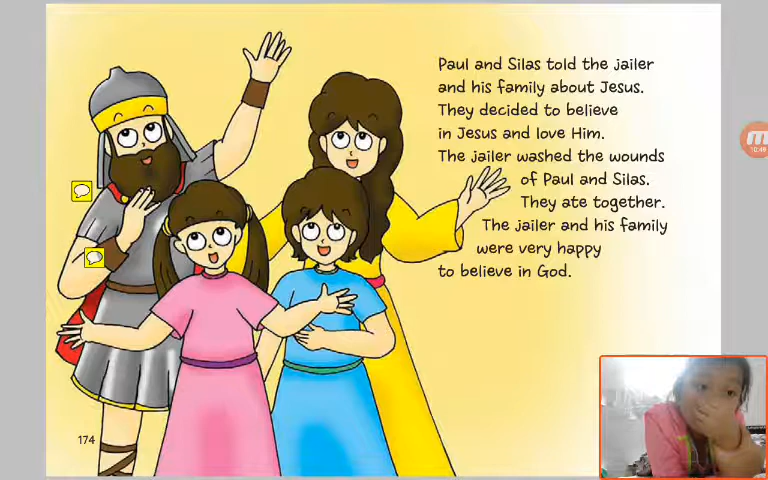 Paul and Silas told the jailer
and his family about Jesus.
They decided to believe
in Jesus and love Him.
The jailer washed the wounds
of Paul and Silas.
They ate together.
The jailer and his family
were very happy
to believe in God.
174